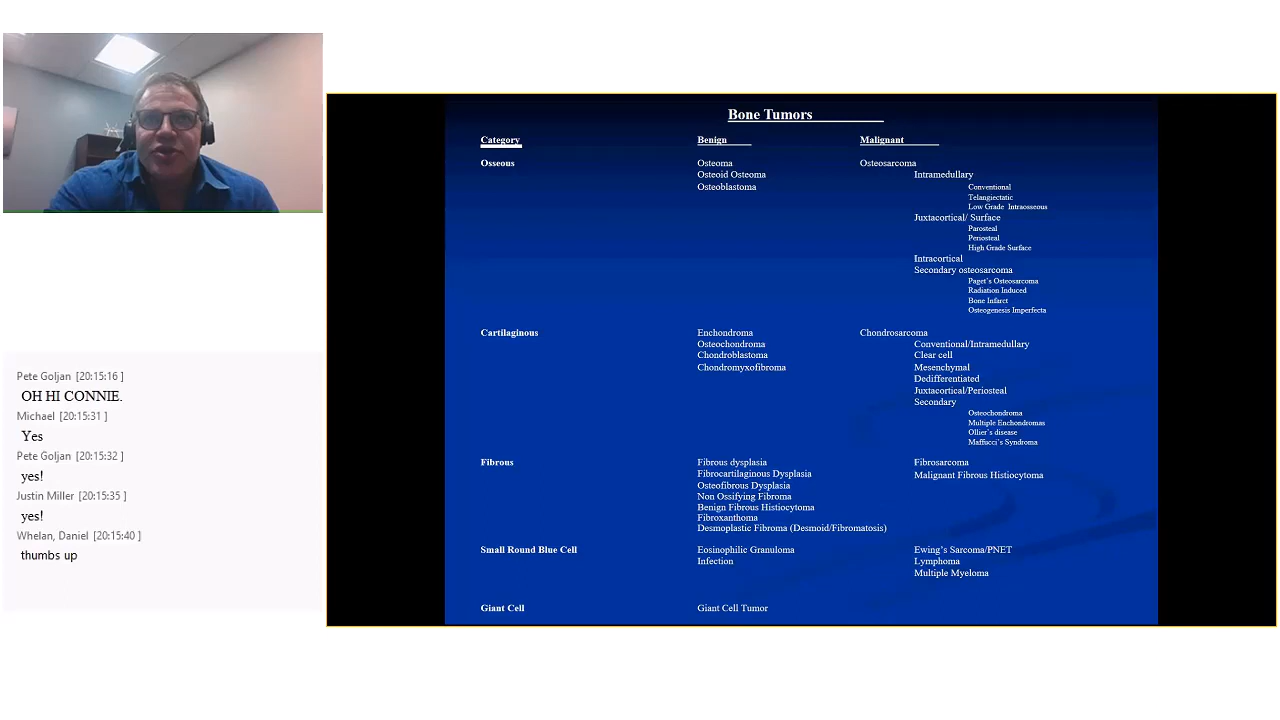 Pete Goljan [20:15:16 ]
OH HI CONNIE.
Michael [20:15:31 ]
Yes
Pete Goljan [20:15:32 ]
yes!
Justin Miller [20:15:35 ]
yes!
Whelan, Daniel [20:15:40 ]
thumbs up
Bone Tumors
Category Benign Malignant
Osseous Osteoma Osteosarcoma
Osteoid Osteoma Intramedullary
Osteoblastoma Conventional
Telangiectatic
Low Grade Intraosseous
Juxtacortical/ Surface
Parosteal
Periosteal
High Grade Surface
Intracortical
Secondary osteosarcoma
Paget's Osteosarcoma
Radiation Induced
Bone Infarct
Osteogenesis Imperfecta
Cartilaginous Enchondroma Chondrosarcoma
Osteochondroma Conventional/Intramedullary
Chondroblastoma Clear cell
Chondromyxofibroma Mesenchymal
Dedifferentiated
Juxtacortical/Periosteal
Secondary
Osteochondroma
Multiple Enchondromas
Ollier's disease
Maffucci's Syndroma
Fibrous Fibrous dysplasia Fibrosarcoma
Fibrocartilaginous Dysplasia Malignant Fibrous Histiocytoma
Osteofibrous Dysplasia
Non Ossifying Fibroma
Benign Fibrous Histiocytoma
Fibroxanthoma
Desmoplastic Fibroma (Desmoid/Fibromatosis)
Small Round Blue Cell Eosinophilic Granuloma Ewing's Sarcoma/PNET
Infection Lymphoma
Multiple Myeloma
Giant Cell Giant Cell Tumor